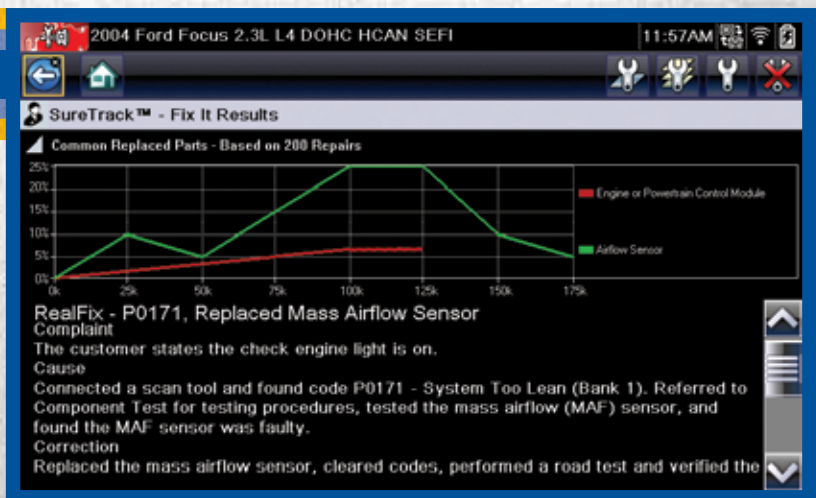 2004 Ford Focus 2.3L L4 DOHC HCAN SEFI 11:57AM
SureTrack™ - Fix It Results
Common Replaced Parts - Based on 200 Repairs
25%
20%
15%
10%
5%
0%
Engine or Powertrain Control Module
Airflow Sensor
0k 25k 50k 75k 100k 125k 150k 175k
RealFix - P0171, Replaced Mass Airflow Sensor
Complaint
The customer states the check engine light is on.
Cause
Connected a scan tool and found code P0171 - System Too Lean (Bank 1). Referred to
Component Test for testing procedures, tested the mass airflow (MAF) sensor, and
found the MAF sensor was faulty.
Correction
Replaced the mass airflow sensor, cleared codes, performed a road test and verified the